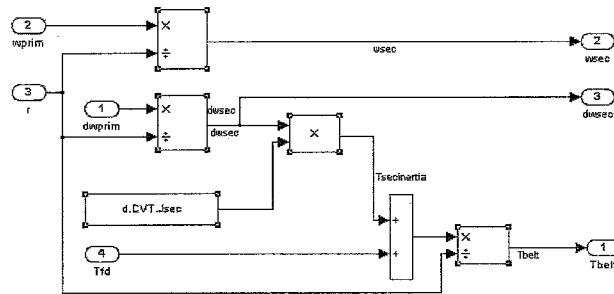 2
wprim
×
÷
wsec
2
wsec
3
r
1
dwprim
×
÷
dwsec
dwsec
3
dwsec
×
Tsecinertia
d.CVT.Jsec
+
+
4
Tfd
×
÷
Tbelt
1
Tbelt